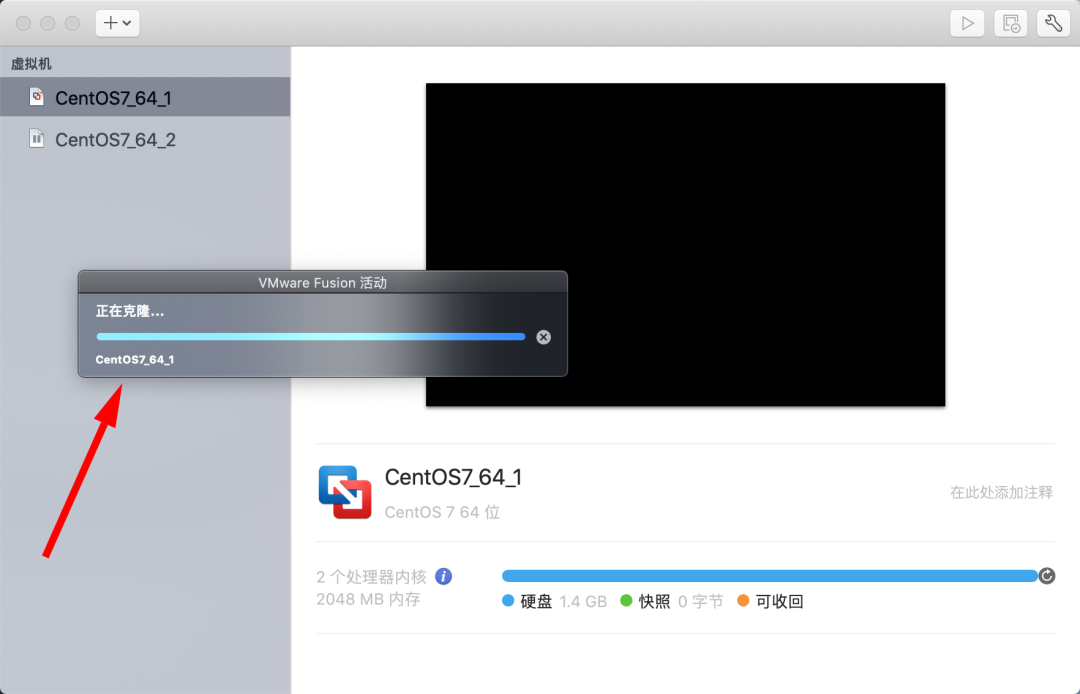 虚拟机
CentOS7_64_1
CentOS7_64_2
VMware Fusion 活动
正在克隆...
CentOS7_64_1
CentOS7_64_1
CentOS 7 64 位
在此处添加注释
2 个处理器内核
2048 MB 内存
硬盘 1.4 GB 快照 0 字节 可收回